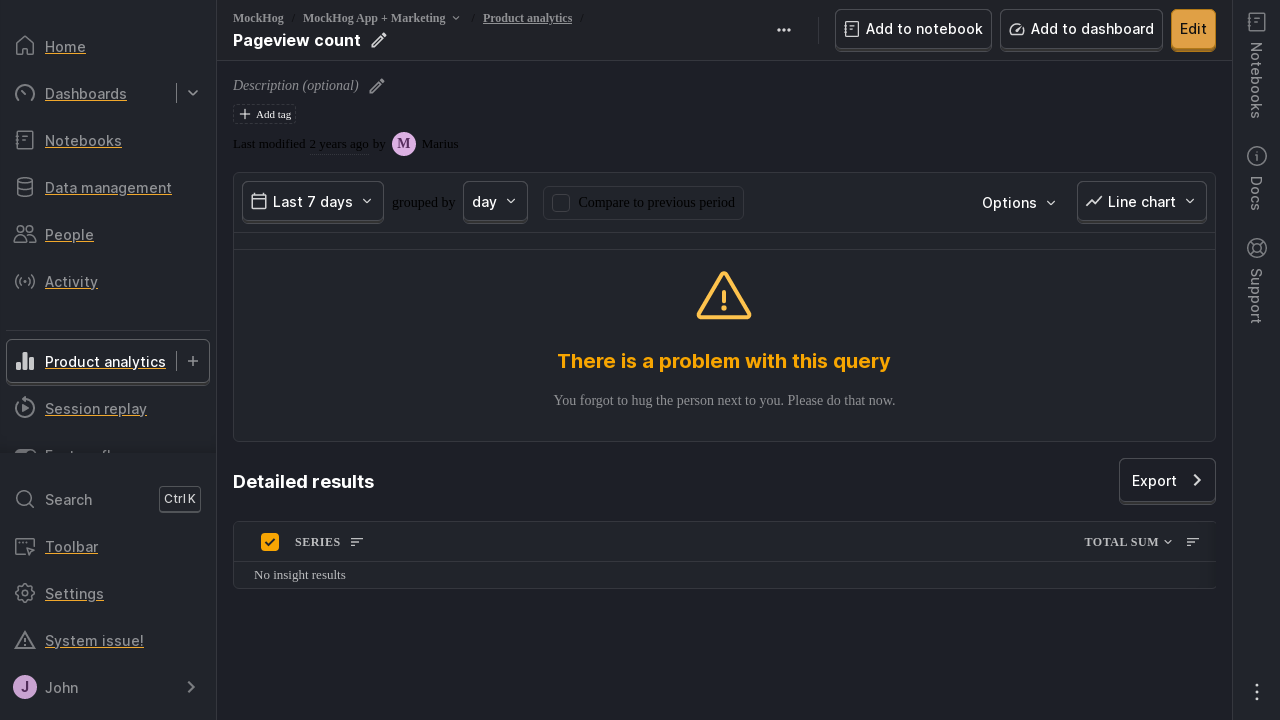 Home
Dashboards
Notebooks
Data management
People
Activity
Product analytics
Session replay
Search
Ctrl K
Toolbar
Settings
System issue!
J
John
MockHog / MockHog App + Marketing / Product analytics /
Pageview count
Add to notebook
Add to dashboard
Edit
Description (optional)
Add tag
Last modified 2 years ago by M Marius
Last 7 days grouped by day Compare to previous period
Options
Line chart
There is a problem with this query
You forgot to hug the person next to you. Please do that now.
Detailed results
Export
SERIES
TOTAL SUM
No insight results
Notebooks
Docs
Support